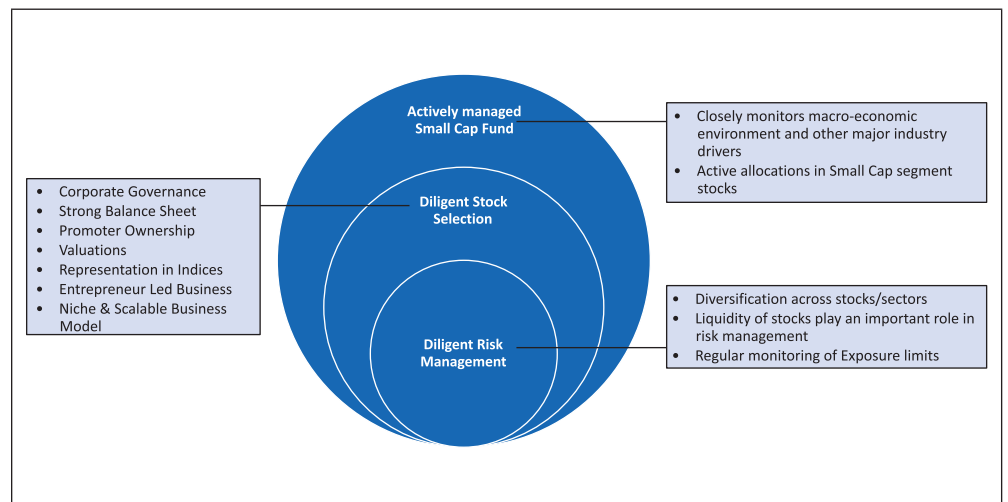 Actively managed
Small Cap Fund
• Closely monitors macro-economic
environment and other major industry
drivers
• Active allocations in Small Cap segment
stocks
Diligent Stock
Selection
• Corporate Governance
• Strong Balance Sheet
• Promoter Ownership
• Valuations
• Representation in Indices
• Entrepreneur Led Business
• Niche & Scalable Business
Model
Diligent Risk
Management
• Diversification across stocks/sectors
• Liquidity of stocks play an important role in
risk management
• Regular monitoring of Exposure limits